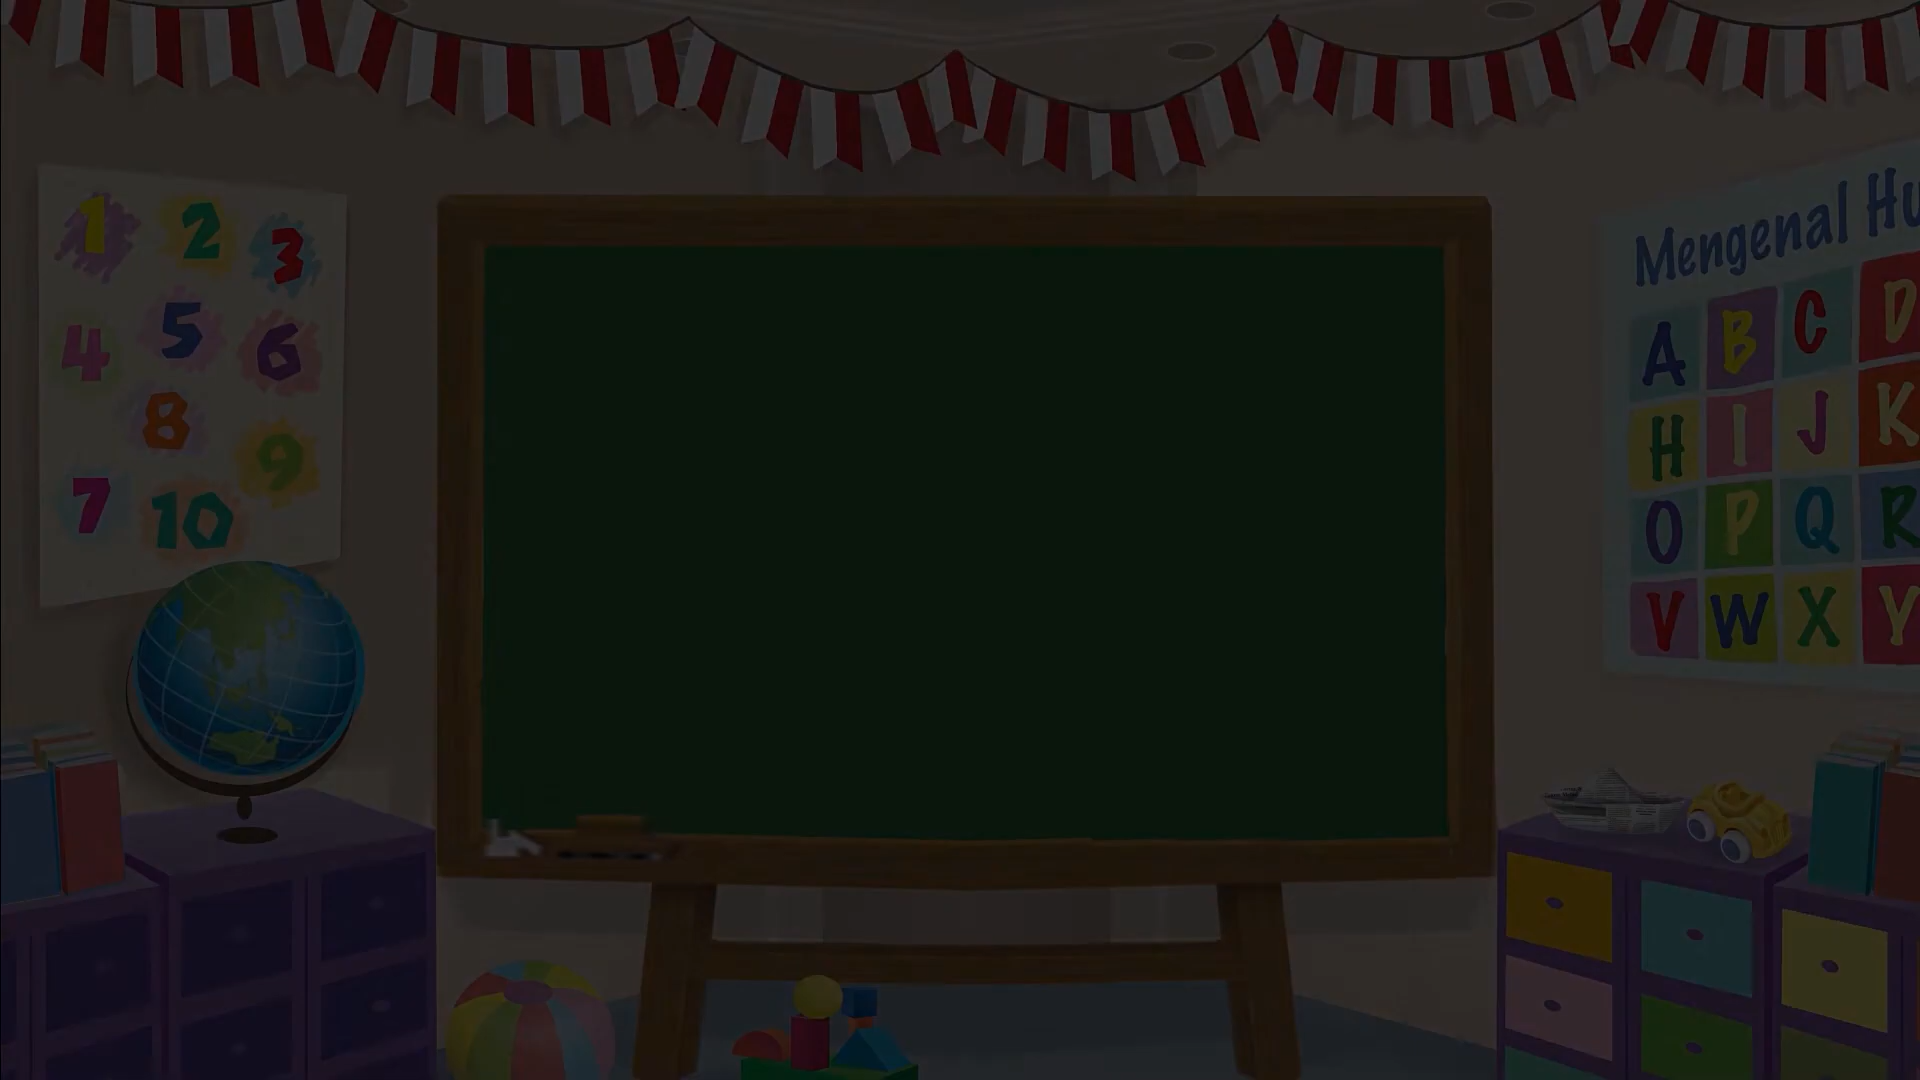 1 2 3
4 5 6
8 9
7 10
Mengenal Hu
A B C D
H I J K
O P Q R
V W X Y